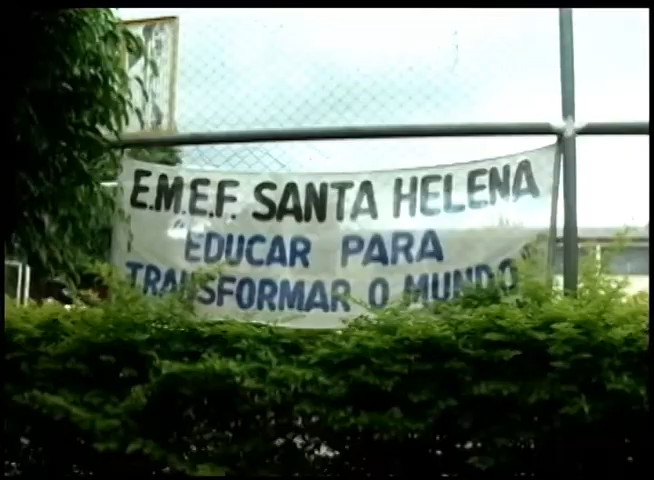 E.M.E.F. SANTA HELENA
"EDUCAR PARA
TRANSFORMAR O MUNDO"